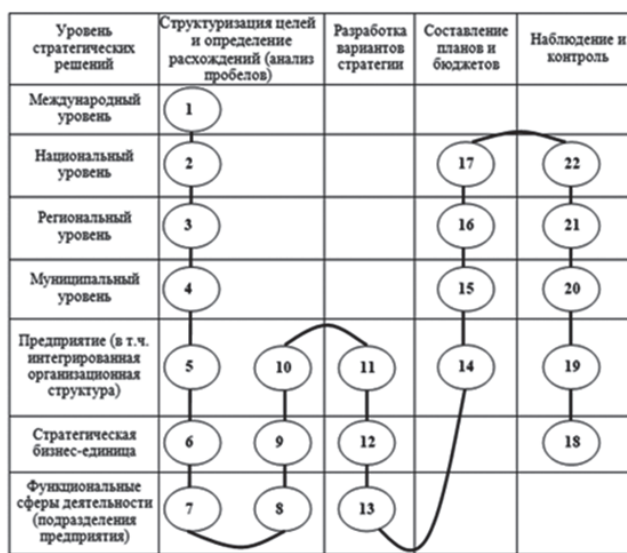 Уровень
стратегических
решений
Структуризация целей
и определение
расхождений (анализ
пробелов)
Разработка
вариантов
стратегии
Составление
планов и
бюджетов
Наблюдение и
контроль
Международный
уровень
1
Национальный
уровень
2
17
22
Региональный
уровень
3
16
21
Муниципальный
уровень
4
15
20
Предприятие (в т.ч.
интегрированная
организационная
структура)
5
10
11
14
19
Стратегическая
бизнес-единица
6
9
12
18
Функциональные
сферы деятельности
(подразделения
предприятия)
7
8
13